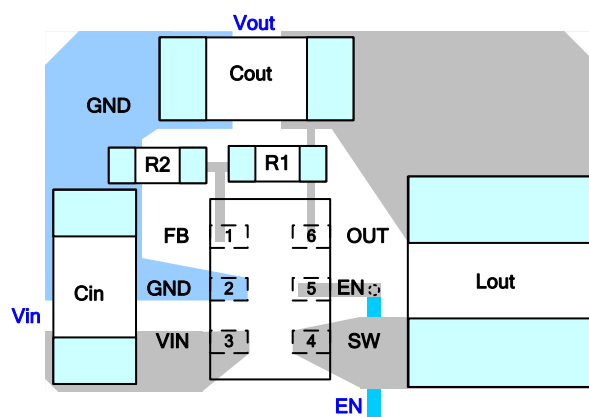 Vout
Cout
GND
R2
R1
FB
1
6
OUT
GND
2
5
EN
Cin
Lout
Vin
VIN
3
4
SW
EN